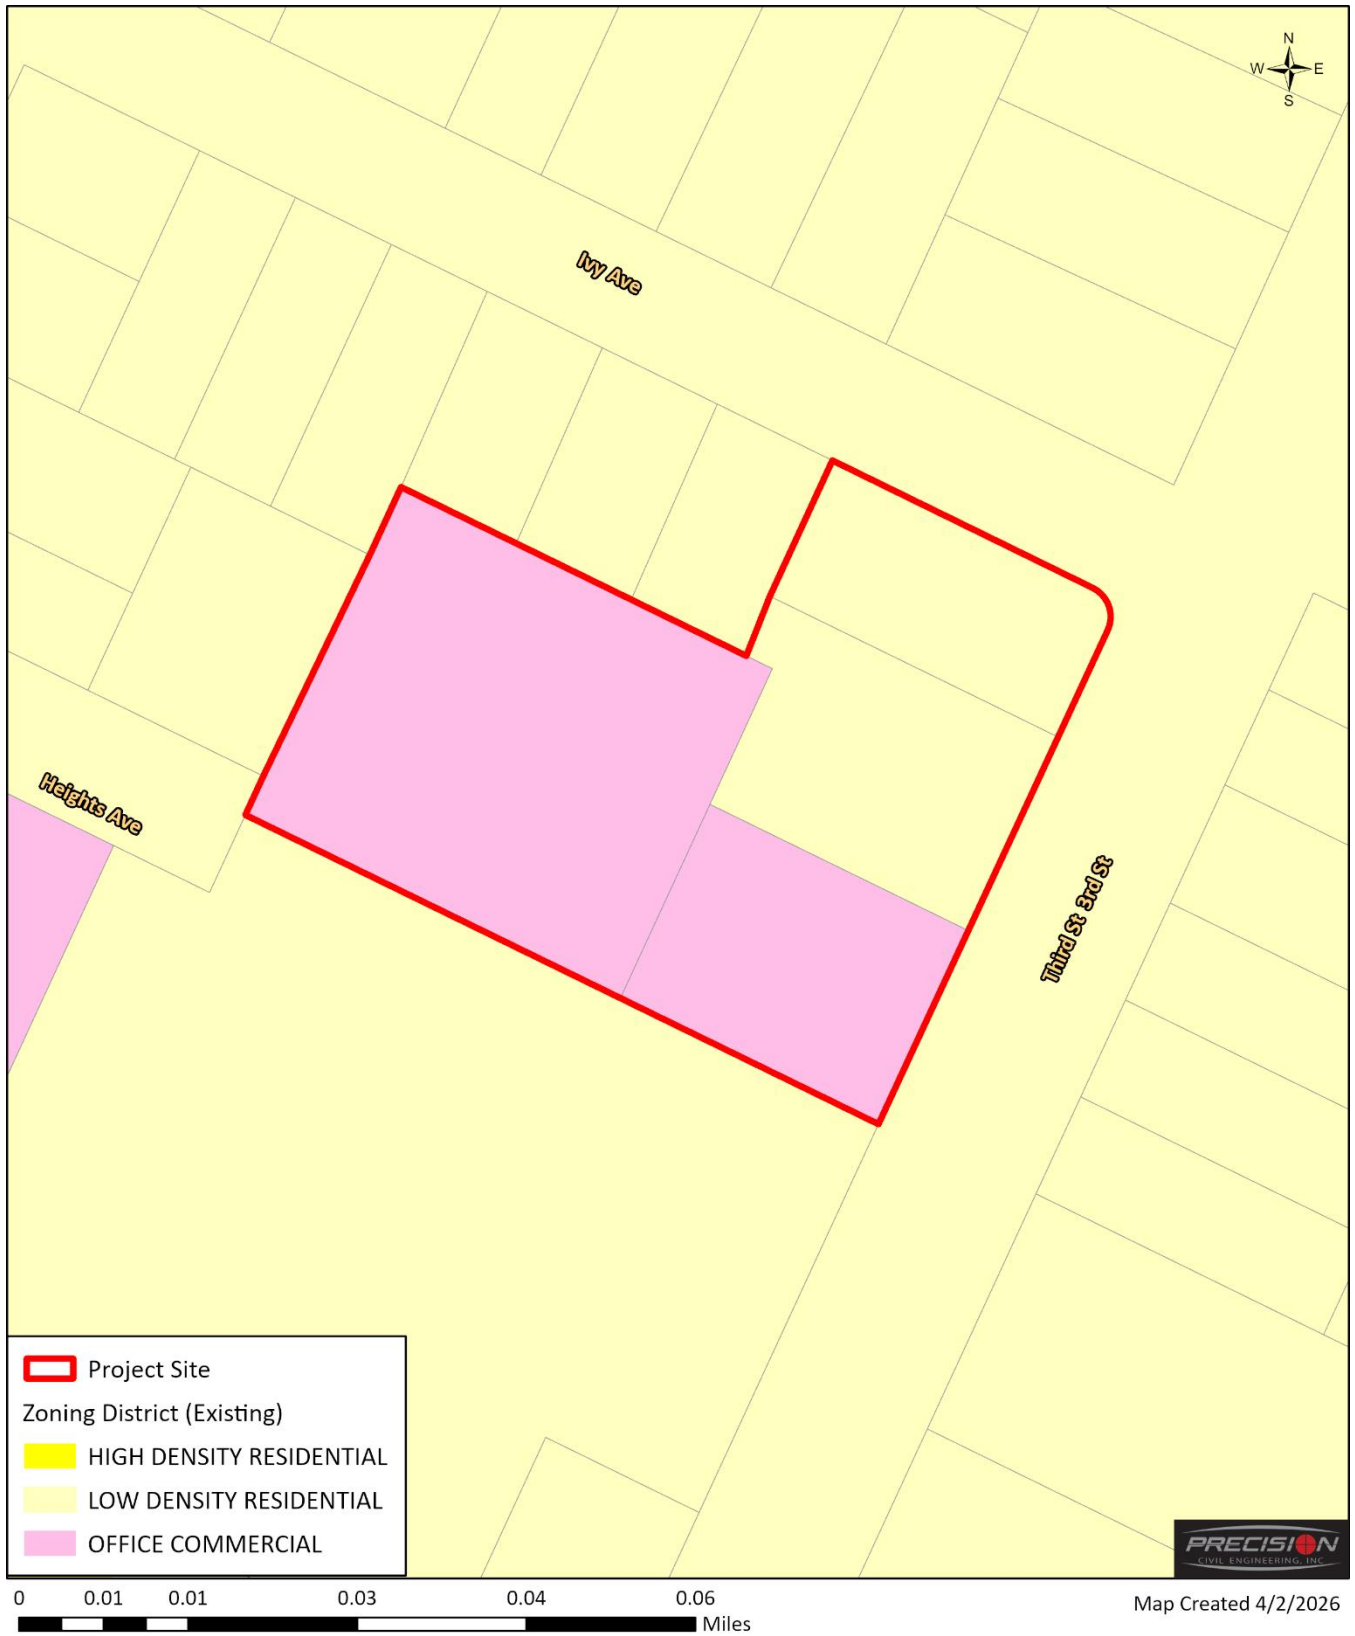 N
W E
S
Ivy Ave
Heights Ave
Third St 3rd St
Project Site
Zoning District (Existing)
HIGH DENSITY RESIDENTIAL
LOW DENSITY RESIDENTIAL
OFFICE COMMERCIAL
PRECISION
CIVIL ENGINEERING, INC
0 0.01 0.01 0.03 0.04 0.06
Miles
Map Created 4/2/2026